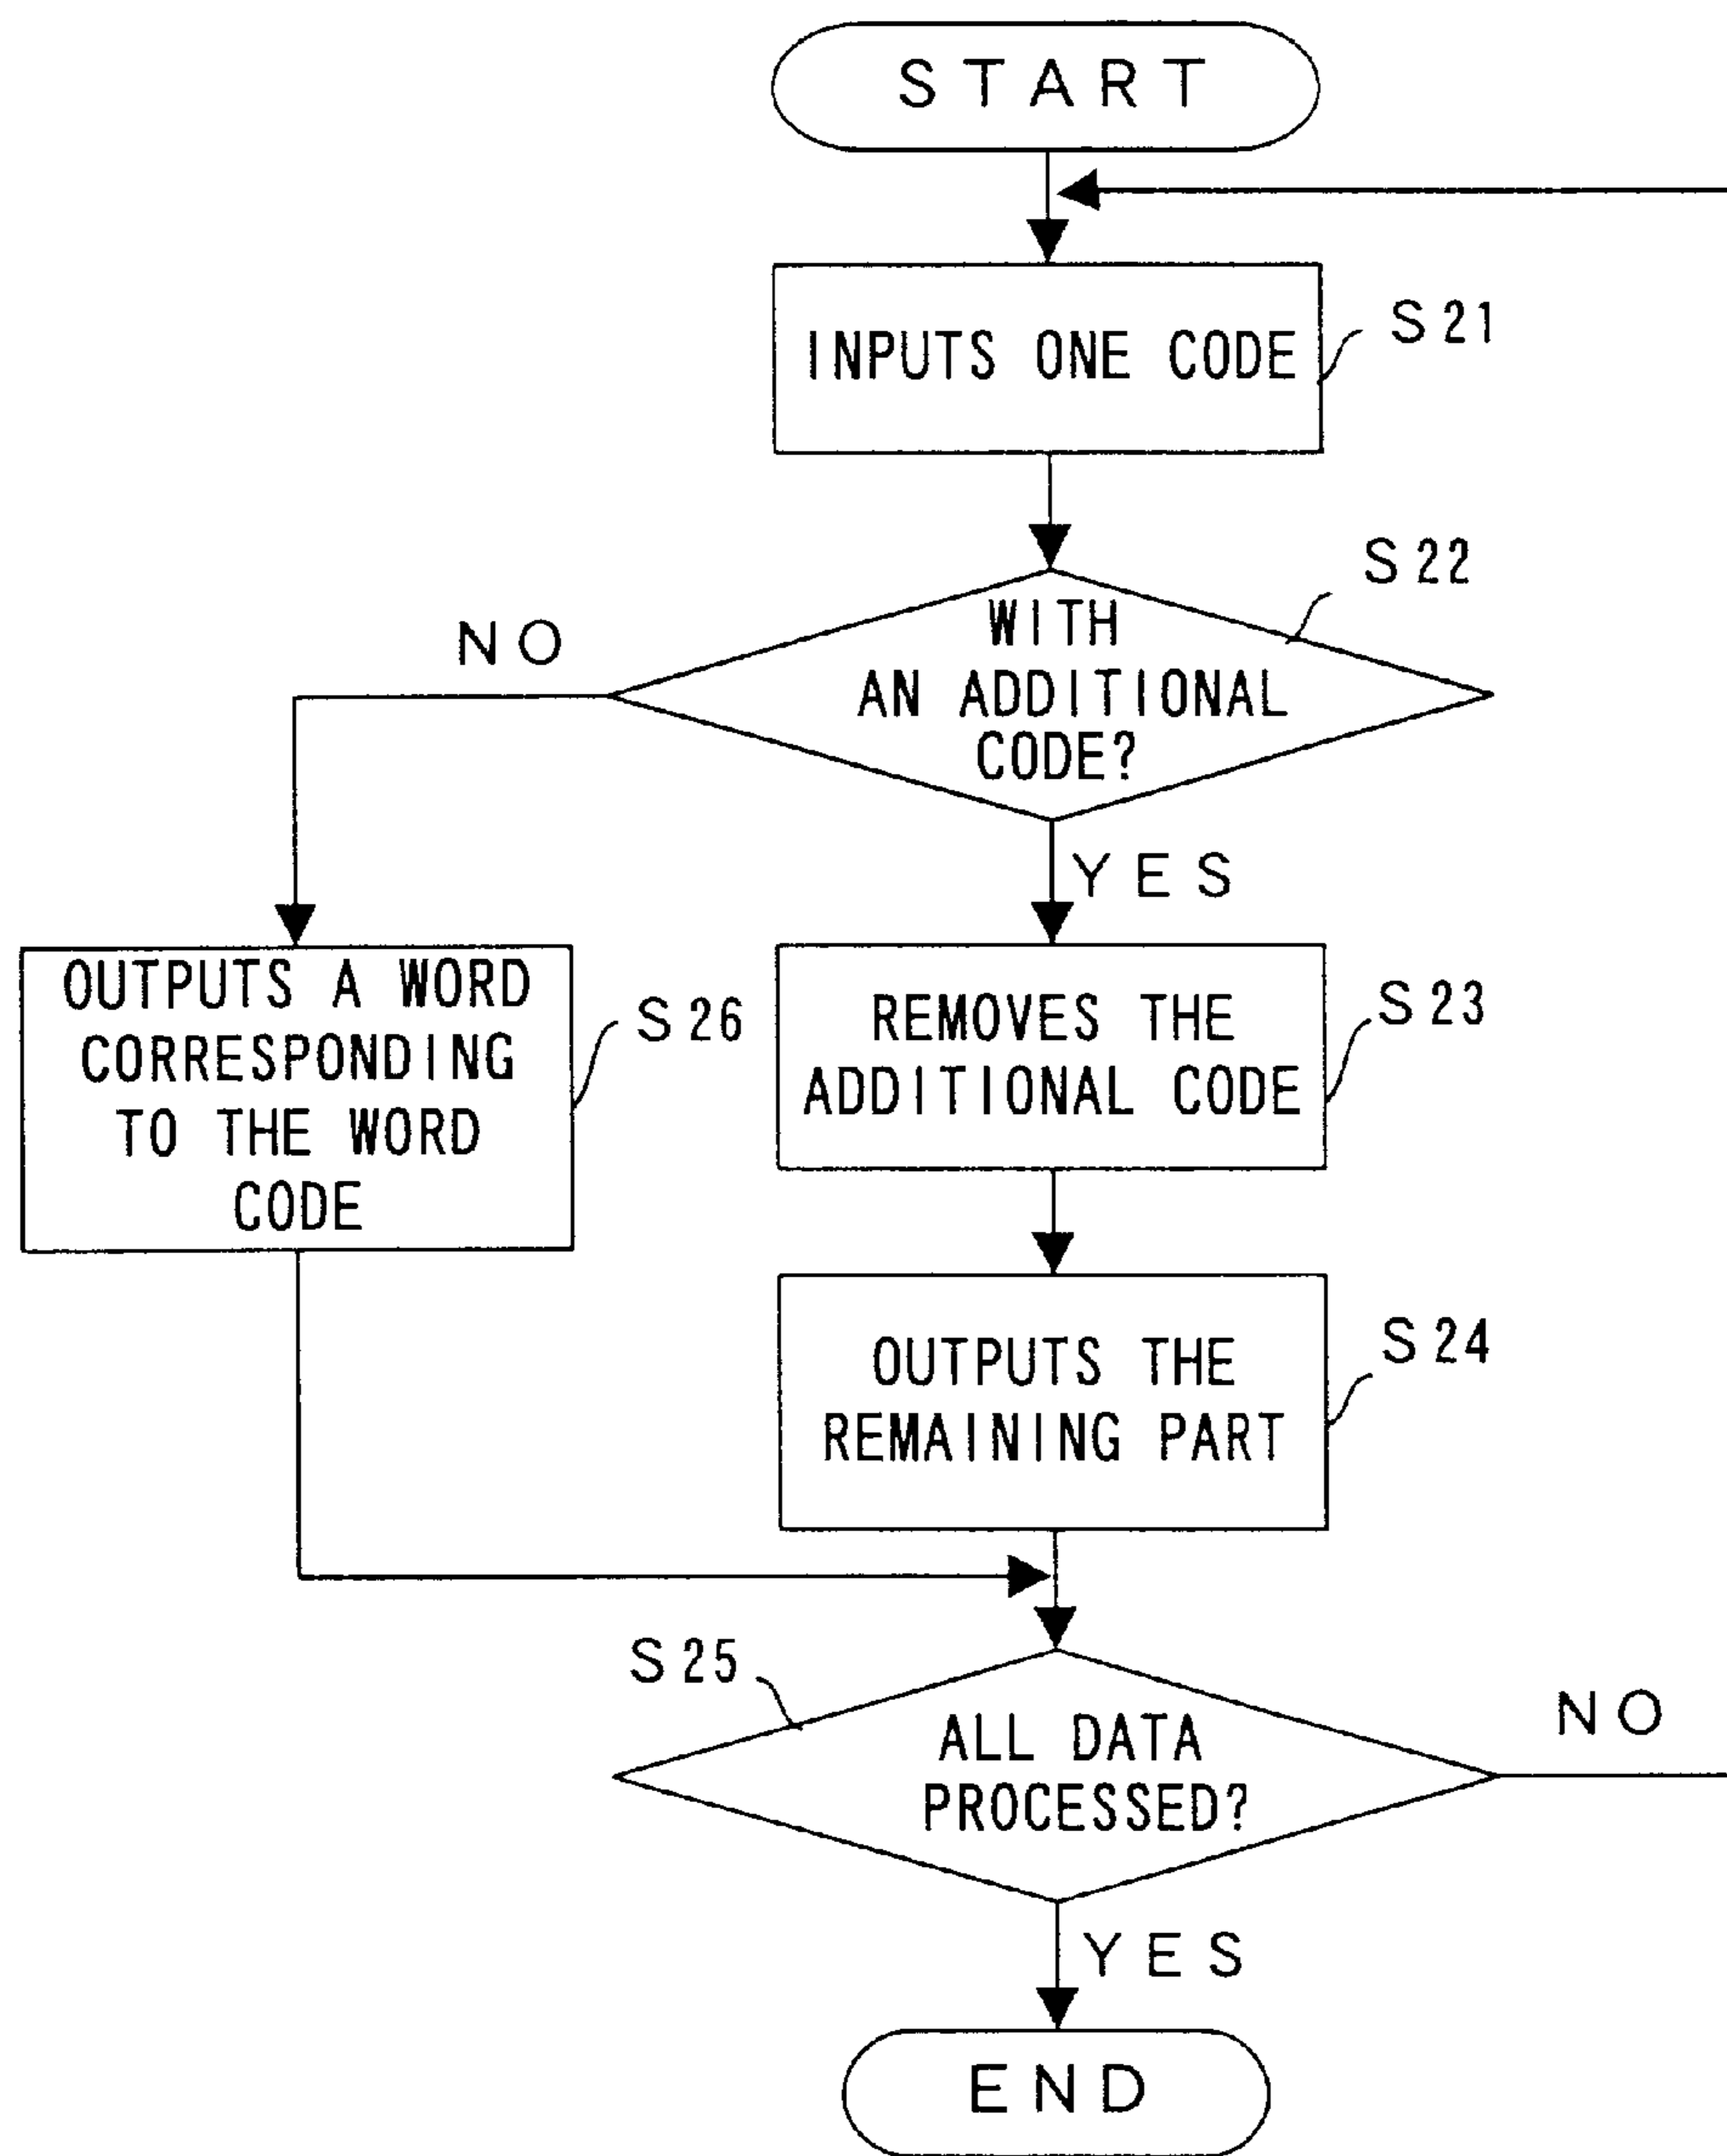 START
INPUTS ONE CODE
S21
S22
WITH
AN ADDITIONAL
CODE?
NO
YES
OUTPUTS A WORD
CORRESPONDING
TO THE WORD
CODE
S26
REMOVES THE
ADDITIONAL CODE
S23
OUTPUTS THE
REMAINING PART
S24
S25
ALL DATA
PROCESSED?
NO
YES
END